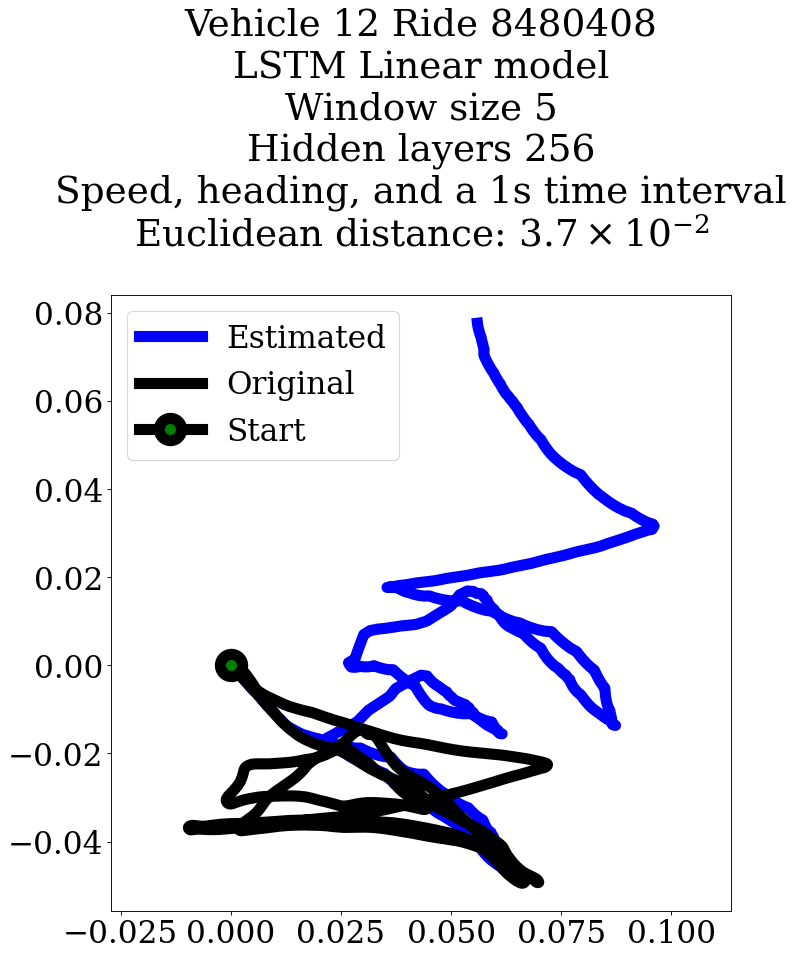 Vehicle 12 Ride 8480408
LSTM Linear model
Window size 5
Hidden layers 256
Speed, heading, and a 1s time interval
Euclidean distance: 3.7 × 10⁻²
Estimated
Original
Start
0.08
0.06
0.04
0.02
0.00
−0.02
−0.04
−0.025 0.000 0.025 0.050 0.075 0.100